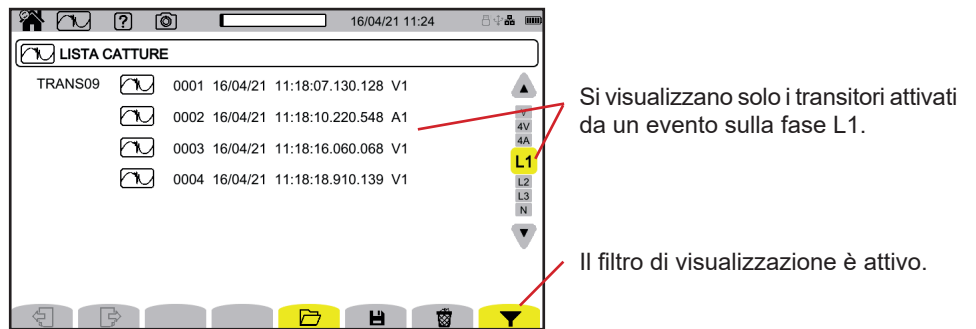 ?
16/04/21 11:24
LISTA CATTURE
TRANS09 0001 16/04/21 11:18:07.130.128 V1
0002 16/04/21 11:18:10.220.548 A1
0003 16/04/21 11:18:16.060.068 V1
0004 16/04/21 11:18:18.910.139 V1
V
4V
4A
L1
L2
L3
N
Si visualizzano solo i transitori attivati
da un evento sulla fase L1.
Il filtro di visualizzazione è attivo.